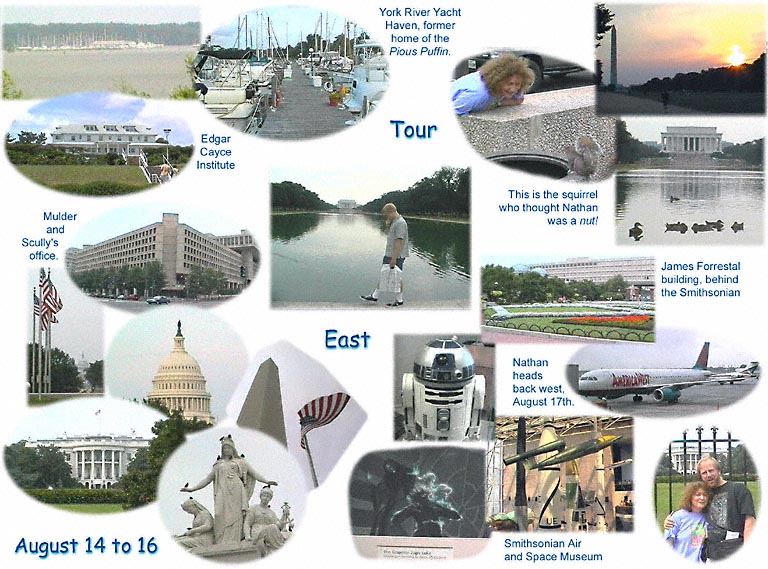 York River Yacht
Haven, former
home of the
Pious Puffin.
Tour
Edgar
Cayce
Institute
This is the squirrel
who thought Nathan
was a nut!
Mulder
and
Scully's
office.
James Forrestal
building, behind
the Smithsonian
East
Nathan
heads
back west,
August 17th.
AMERICA WEST
UE
Smithsonian Air
and Space Museum
August 14 to 16